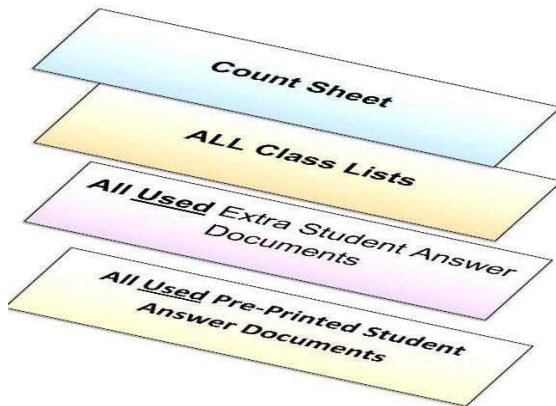 Count Sheet
ALL Class Lists
All Used Extra Student Answer
Documents
All Used Pre-Printed Student
Answer Documents